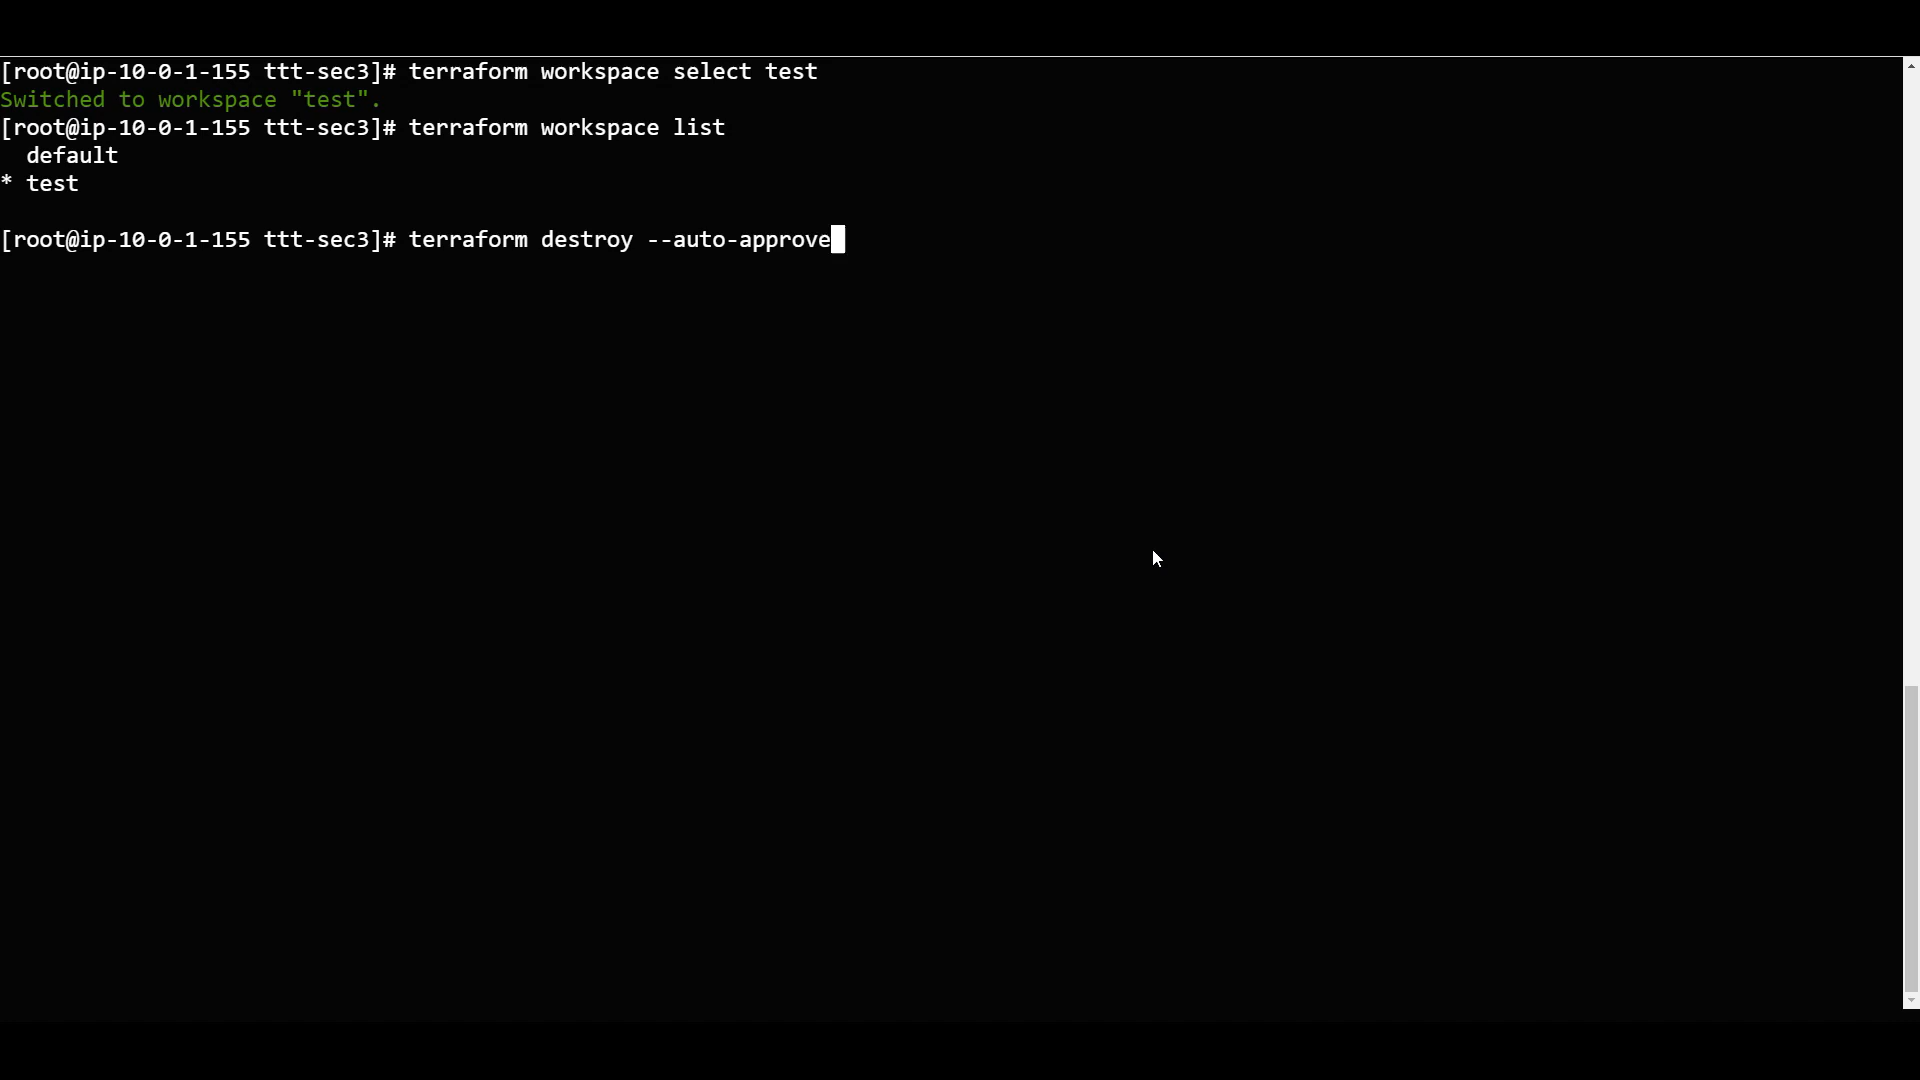 [root@ip-10-0-1-155 ttt-sec3]# terraform workspace select test
Switched to workspace "test".
[root@ip-10-0-1-155 ttt-sec3]# terraform workspace list
  default
* test
[root@ip-10-0-1-155 ttt-sec3]# terraform destroy --auto-approve